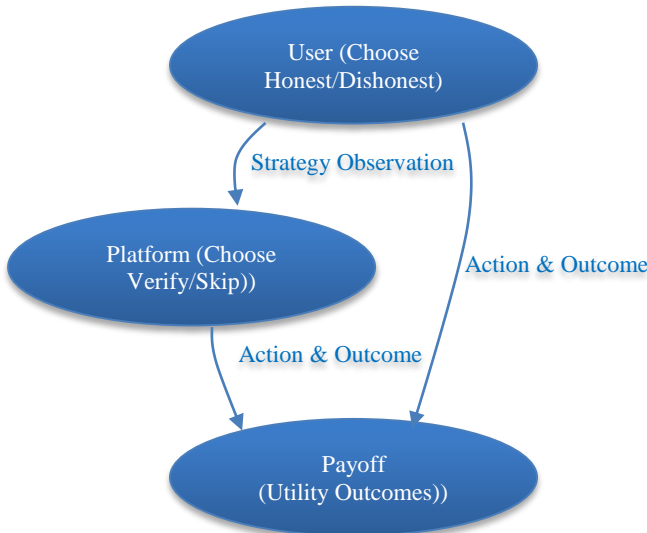 User (Choose
Honest/Dishonest)
Strategy Observation
Platform (Choose
Verify/Skip))
Action & Outcome
Action & Outcome
Payoff
(Utility Outcomes))